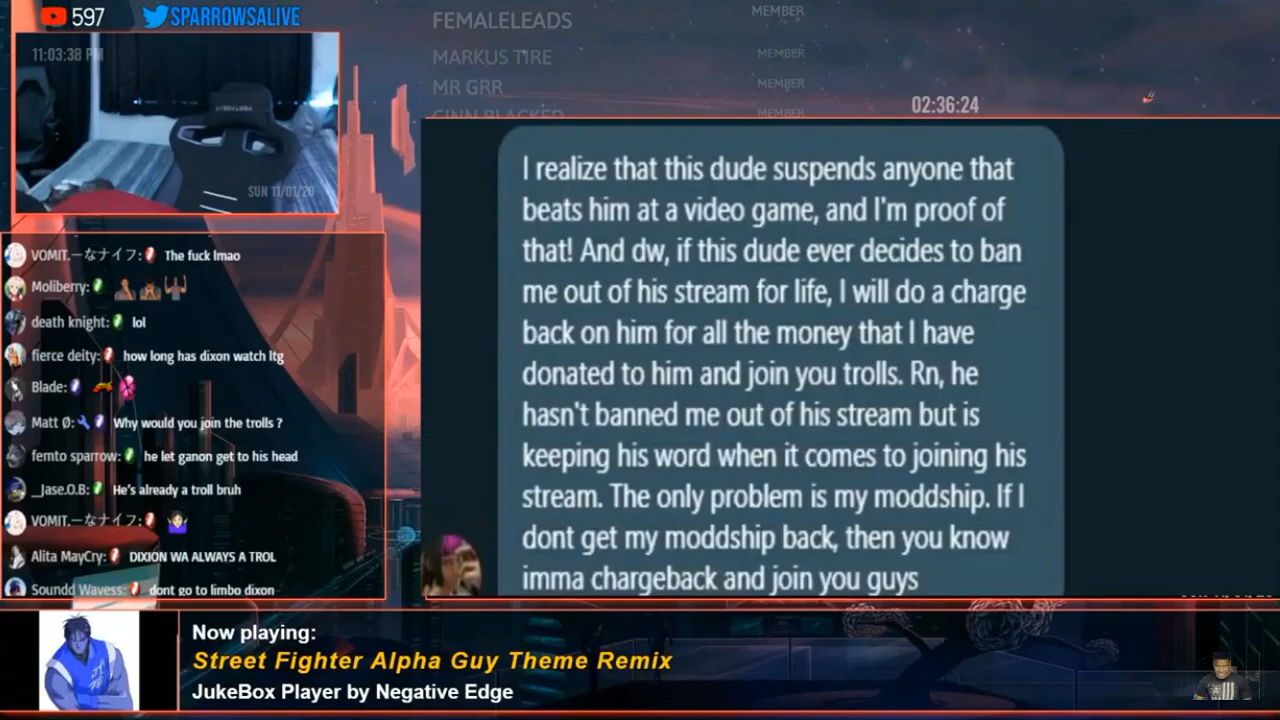 597
SPARROWSALIVE
11:03:38 PM
SUN 11/01/20
FEMALELEADS MEMBER
MARKUS TIRE MEMBER
MR GRR MEMBER
CINN BLACKED MEMBER
02:36:24
I realize that this dude suspends anyone that
beats him at a video game, and I'm proof of
that! And dw, if this dude ever decides to ban
me out of his stream for life, I will do a charge
back on him for all the money that I have
donated to him and join you trolls. Rn, he
hasn't banned me out of his stream but is
keeping his word when it comes to joining his
stream. The only problem is my moddship. If I
dont get my moddship back, then you know
imma chargeback and join you guys
VOMIT.ーなナイフ: The fuck lmao
Moliberry:
death knight: lol
fierce deity: how long has dixon watch ltg
Blade:
Matt Ø: Why would you join the trolls ?
femto sparrow: he let ganon get to his head
_Jase.O.B: He's already a troll bruh
VOMIT.ーなナイフ:
Alita MayCry: DIXION WA ALWAYS A TROL
Soundd Wavess: dont go to limbo dixon
Now playing:
Street Fighter Alpha Guy Theme Remix
JukeBox Player by Negative Edge